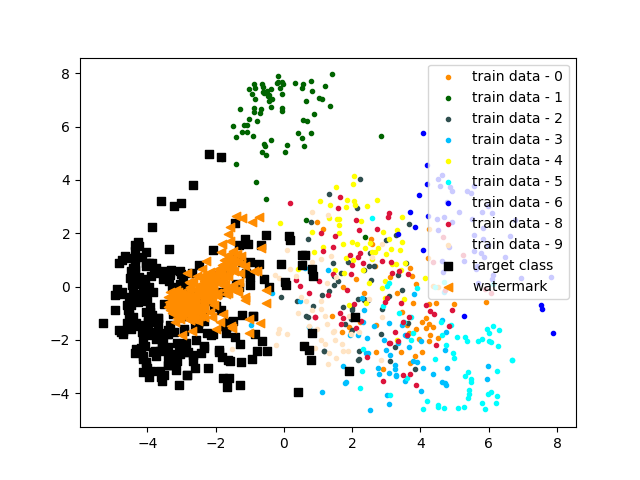 8
6
4
2
0
−2
−4
−4
−2
0
2
4
6
8
train data - 0
train data - 1
train data - 2
train data - 3
train data - 4
train data - 5
train data - 6
train data - 8
train data - 9
target class
watermark